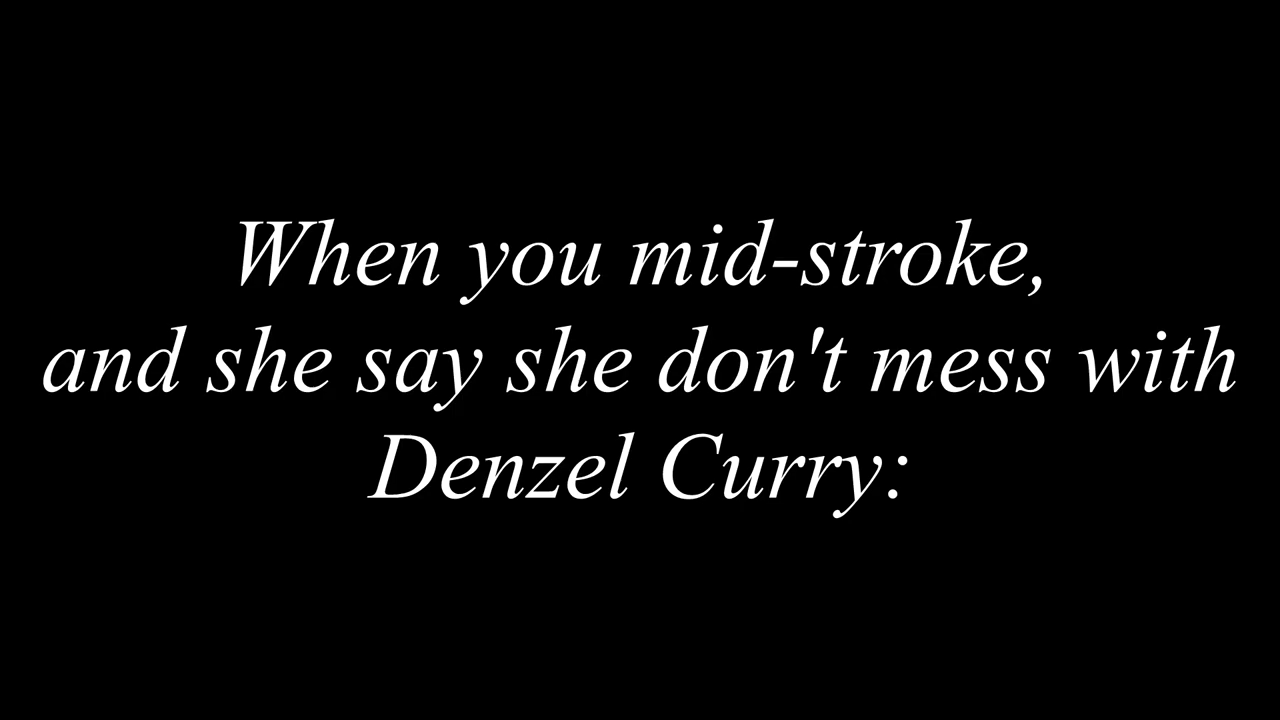 When you mid-stroke,
and she say she don't mess with
Denzel Curry: